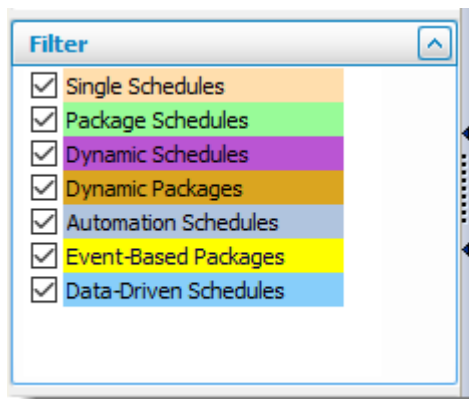 Filter
Single Schedules
Package Schedules
Dynamic Schedules
Dynamic Packages
Automation Schedules
Event-Based Packages
Data-Driven Schedules